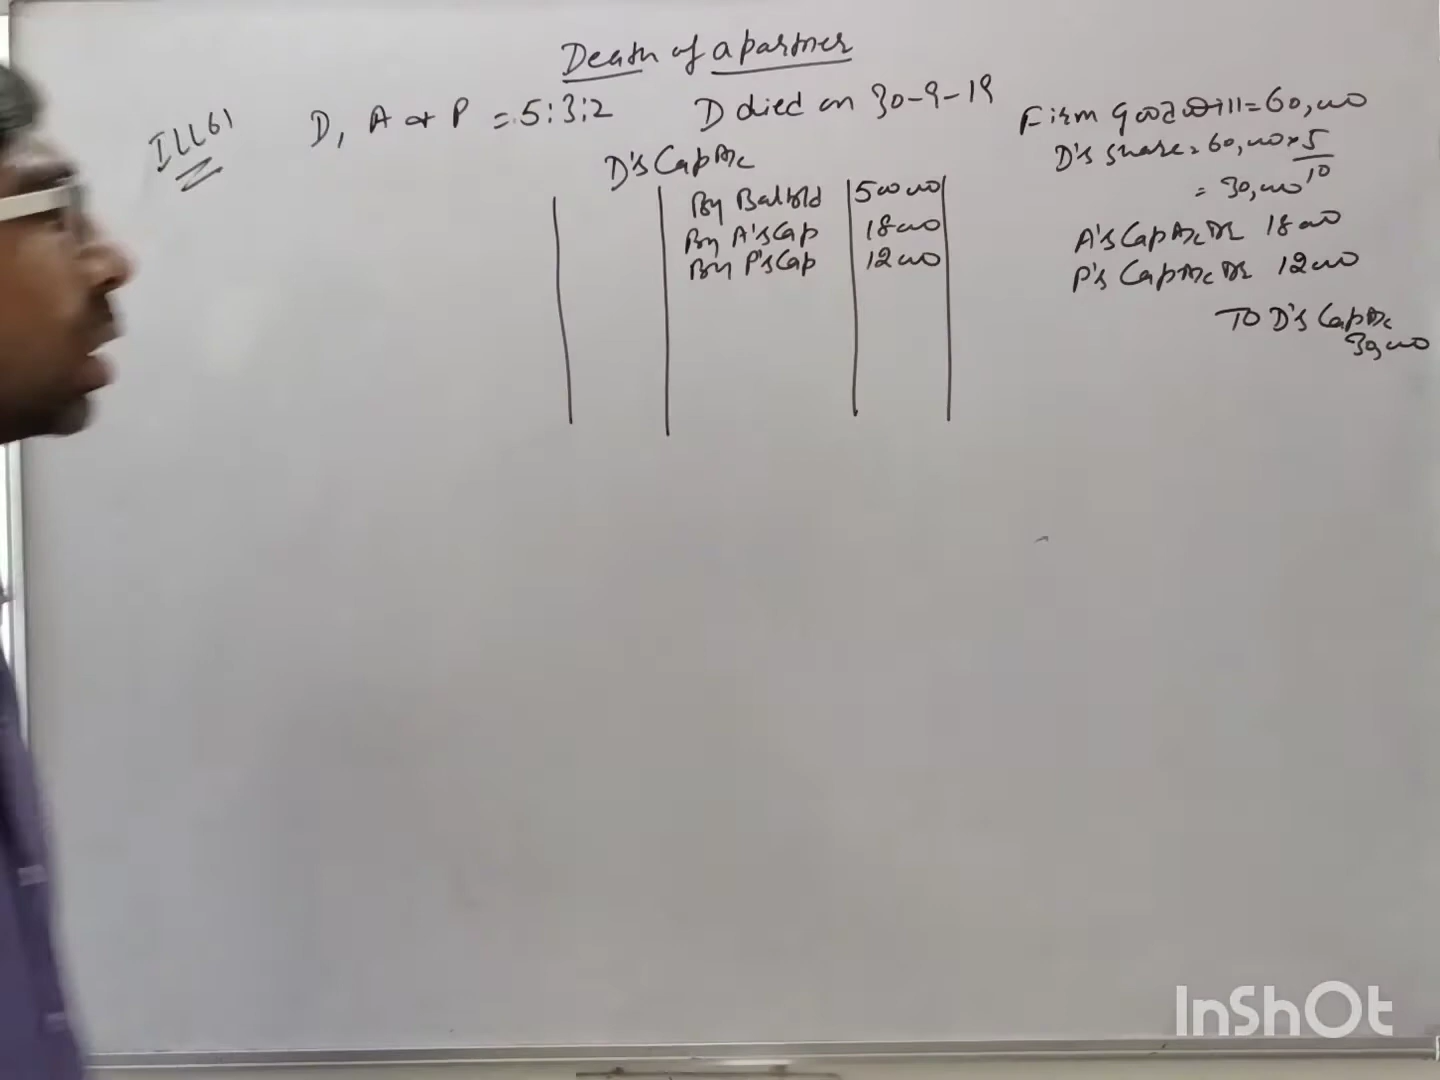 Death of a partner
ILL 61 D, A & P = 5:3:2 D died on 30-9-19
D's Cap A/c
By Bal b/d 50000
By A's Cap 18000
By P's Cap 12000
Firm goodwill = 60,000
D's share = 60,000 × 5/10
= 30,000
A's Cap A/c Dr 18000
P's Cap A/c Dr 12000
To D's Cap A/c
30,000
InShOt